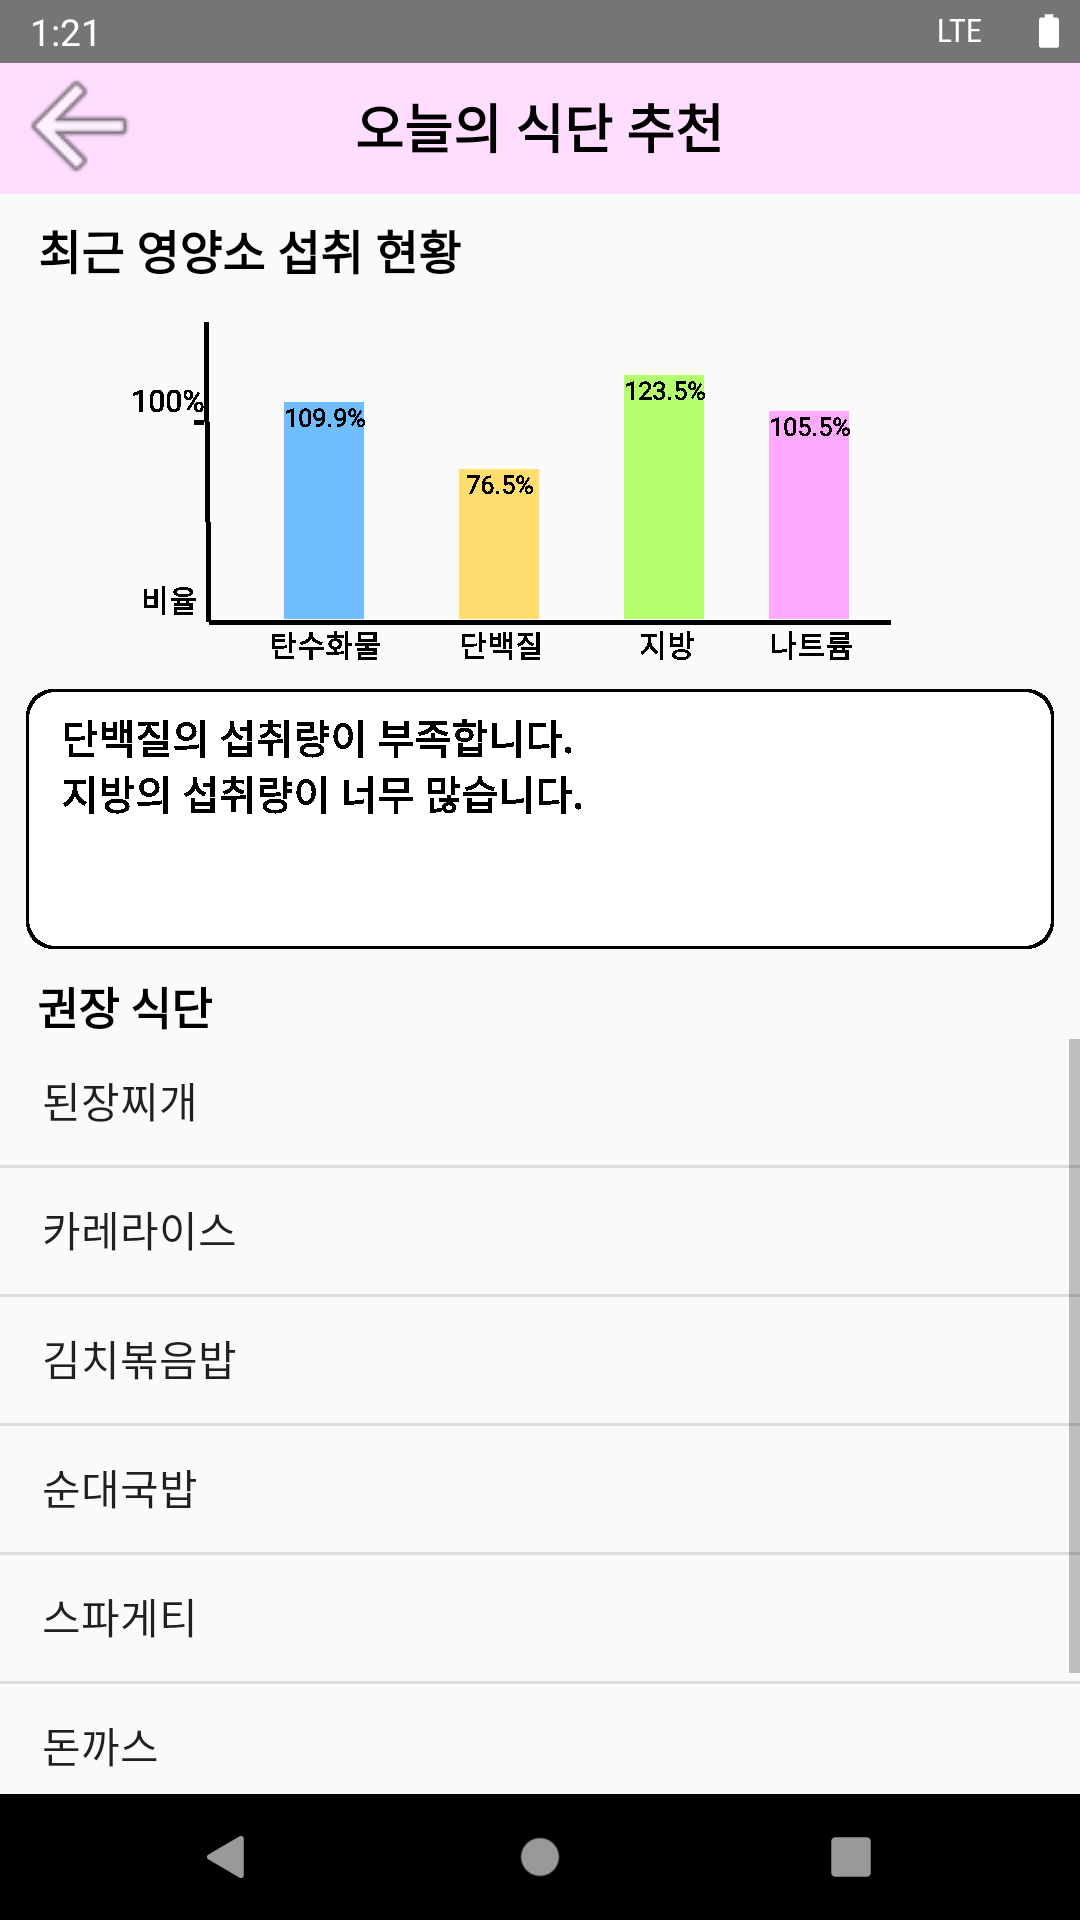 1:21 LTE
오늘의 식단 추천
최근 영양소 섭취 현황
100%
109.9%
76.5%
123.5%
105.5%
비율
탄수화물 단백질 지방 나트륨
단백질의 섭취량이 부족합니다.
지방의 섭취량이 너무 많습니다.
권장 식단
된장찌개
카레라이스
김치볶음밥
순대국밥
스파게티
돈까스